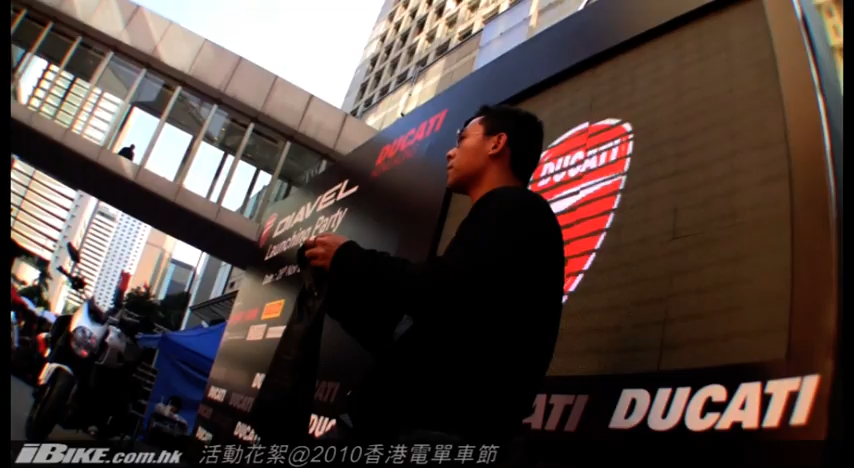 DUCATI
DIAVEL
Launching Party
DUCATI
DUCATI
DUCATI
iBIKE.com.hk 活動花絮@2010香港電單車節